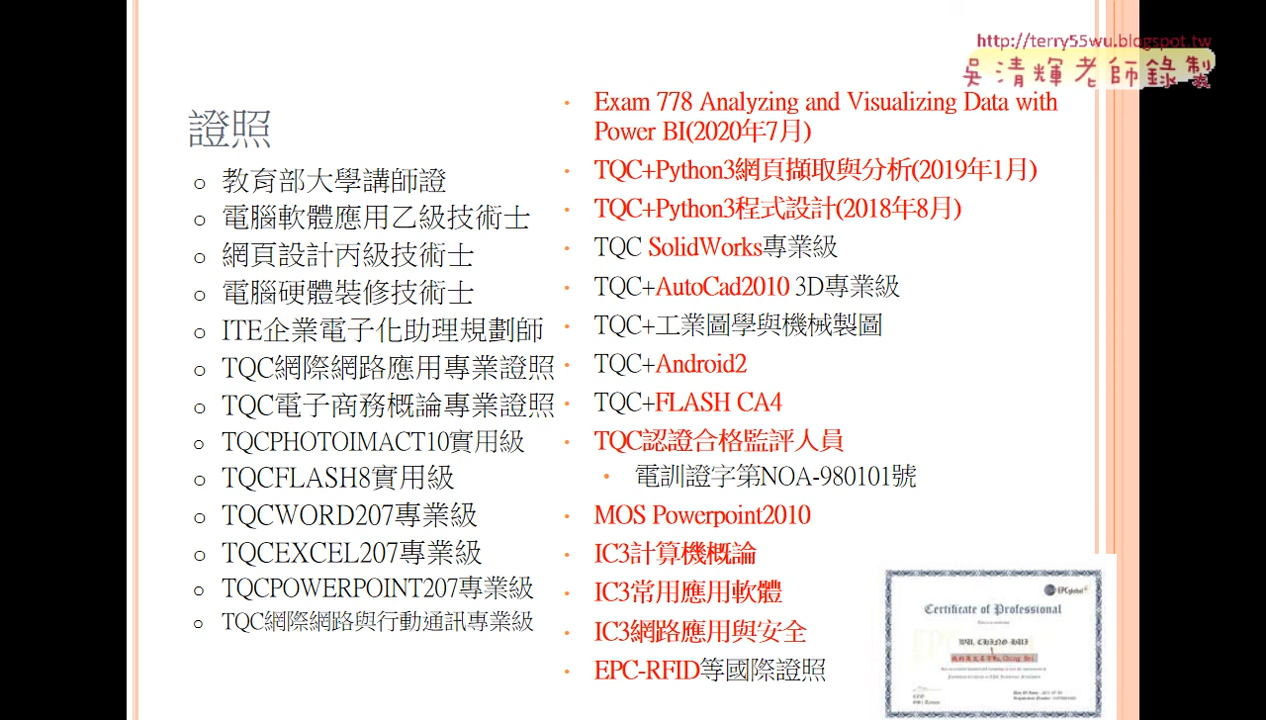 http://terry55wu.blogspot.tw
吳清輝老師錄製
證照
教育部大學講師證
電腦軟體應用乙級技術士
網頁設計丙級技術士
電腦硬體裝修技術士
ITE企業電子化助理規劃師
TQC網際網路應用專業證照
TQC電子商務概論專業證照
TQCPHOTOIMACT10實用級
TQCFLASH8實用級
TQCWORD207專業級
TQCEXCEL207專業級
TQCPOWERPOINT207專業級
TQC網際網路與行動通訊專業級
Exam 778 Analyzing and Visualizing Data with
Power BI(2020年7月)
TQC+Python3網頁擷取與分析(2019年1月)
TQC+Python3程式設計(2018年8月)
TQC SolidWorks專業級
TQC+AutoCad2010 3D專業級
TQC+工業圖學與機械製圖
TQC+Android2
TQC+FLASH CA4
TQC認證合格監評人員
電訓證字第NOA-980101號
MOS Powerpoint2010
IC3計算機概論
IC3常用應用軟體
IC3網路應用與安全
EPC-RFID等國際證照
EPCglobal
Certificate of Professional
WU, CHING-HUI